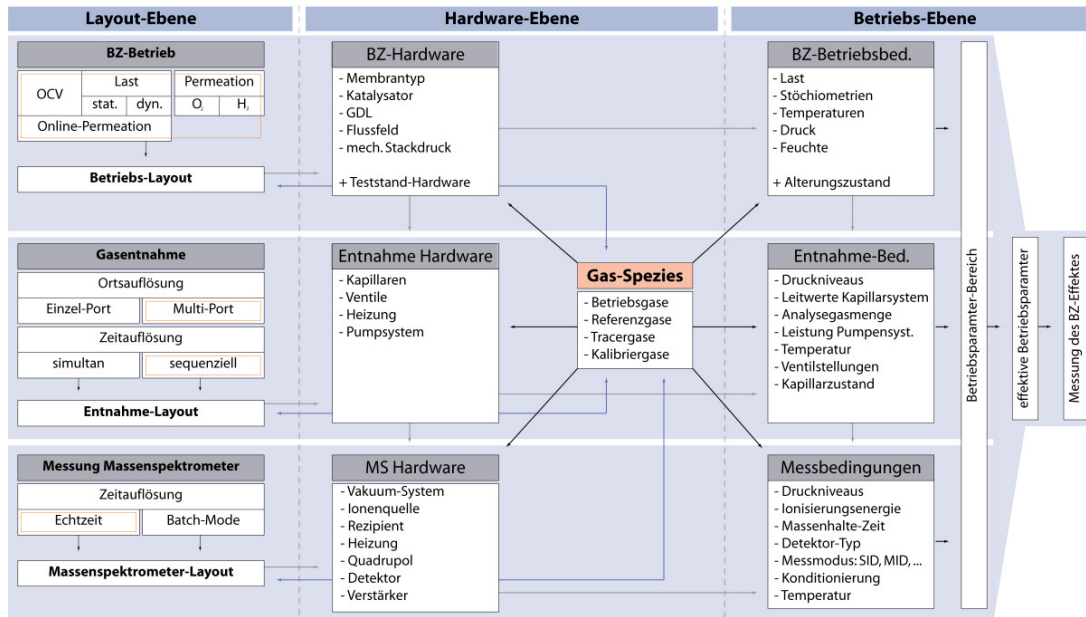 Layout-Ebene
Hardware-Ebene
Betriebs-Ebene
BZ-Betrieb
OCV
Last
Permeation
stat.
dyn.
O₂
H₂
Online-Permeation
Betriebs-Layout
BZ-Hardware
- Membrantyp
- Katalysator
- GDL
- Flussfeld
- mech. Stackdruck
+ Teststand-Hardware
BZ-Betriebsbed.
- Last
- Stöchiometrien
- Temperaturen
- Druck
- Feuchte
+ Alterungszustand
Gasentnahme
Ortsauflösung
Einzel-Port
Multi-Port
Zeitauflösung
simultan
sequenziell
Entnahme-Layout
Entnahme Hardware
- Kapillaren
- Ventile
- Heizung
- Pumpsystem
Gas-Spezies
- Betriebsgase
- Referenzgase
- Tracergase
- Kalibriergase
Entnahme-Bed.
- Druckniveaus
- Leitwerte Kapillarsystem
- Analysegasmenge
- Leistung Pumpensyst.
- Temperatur
- Ventilstellungen
- Kapillarzustand
Messung Massenspektrometer
Zeitauflösung
Echtzeit
Batch-Mode
Massenspektrometer-Layout
MS Hardware
- Vakuum-System
- Ionenquelle
- Rezipient
- Heizung
- Quadrupol
- Detektor
- Verstärker
Messbedingungen
- Druckniveaus
- Ionisierungsenergie
- Massenhalte-Zeit
- Detektor-Typ
- Messmodus: SID, MID, ...
- Konditionierung
- Temperatur
Betriebsparamter-Bereich
effektive Betriebsparamter
Messung des BZ-Effektes